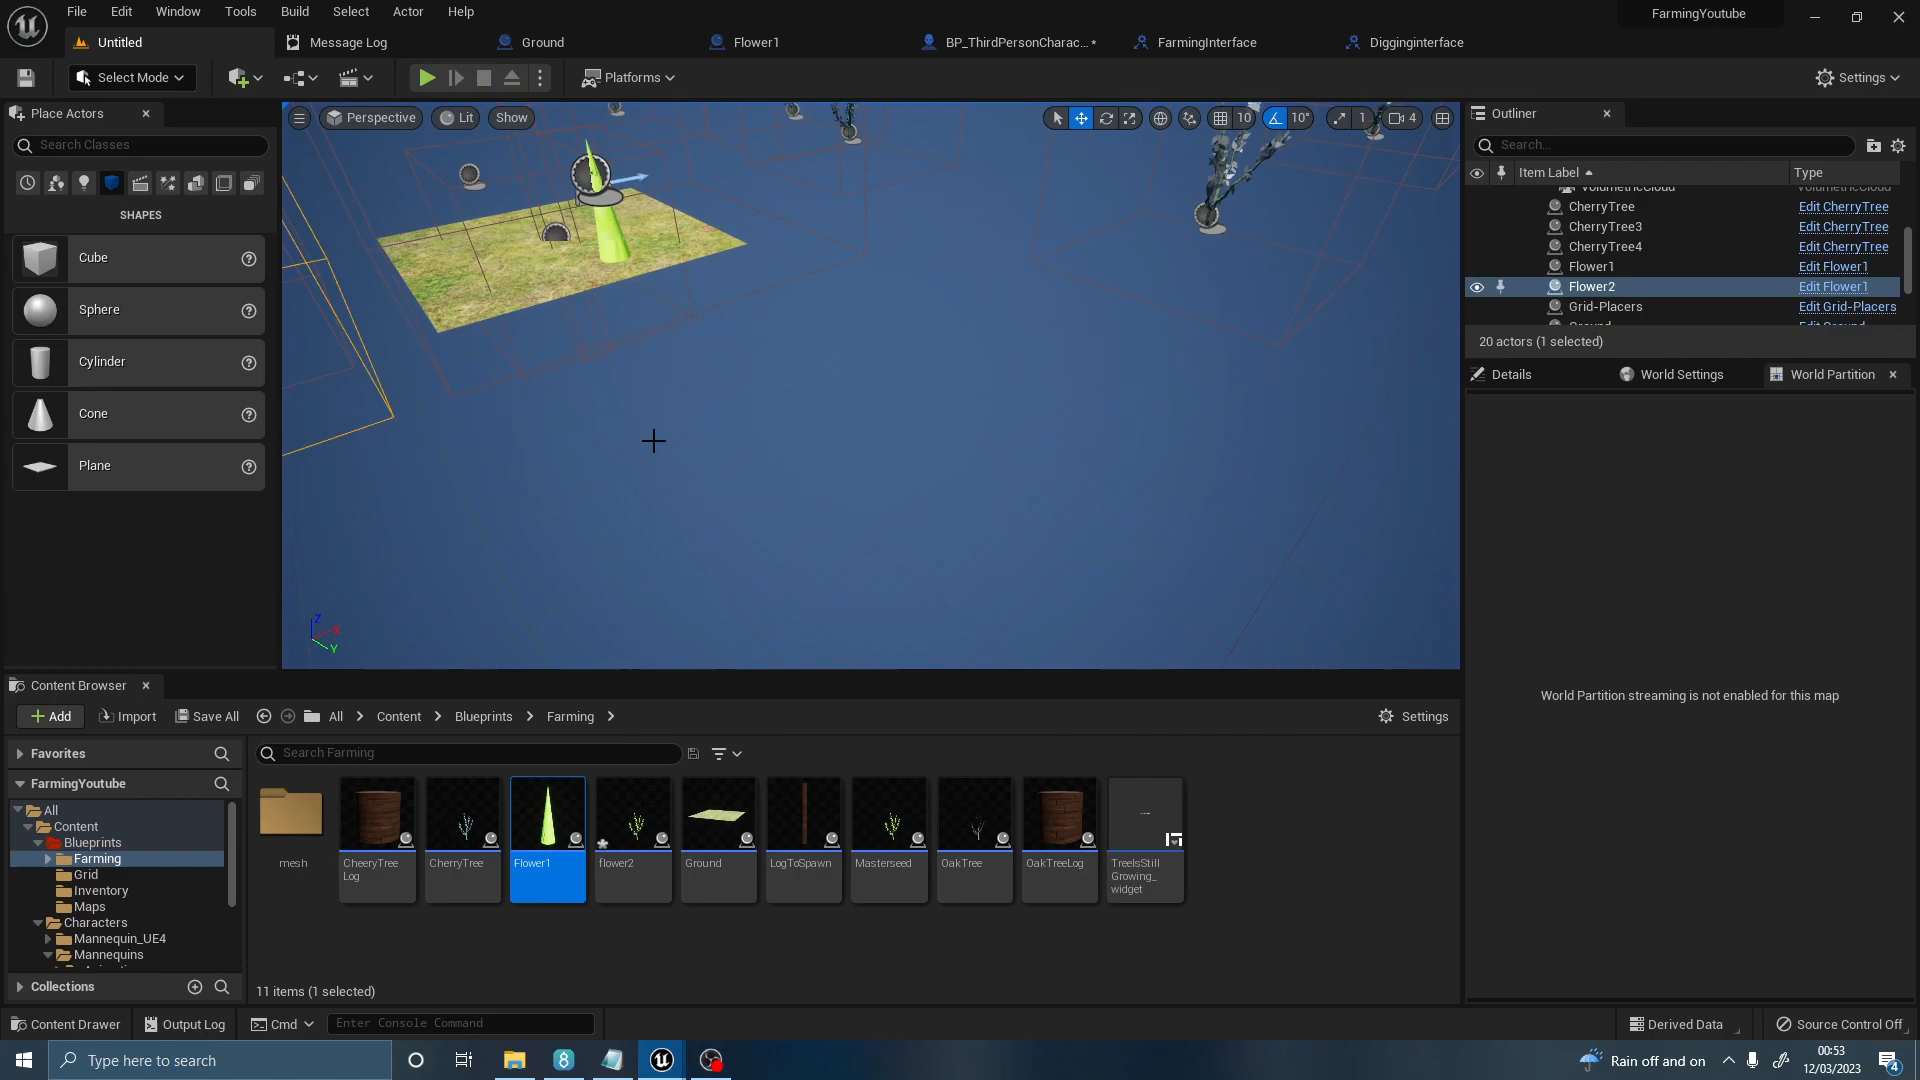 File Edit Window Tools Build Select Actor Help
FarmingYoutube
Untitled
Message Log
Ground
Flower1
BP_ThirdPersonCharac... •
FarmingInterface
Digginginterface
Select Mode
Platforms
Settings
Place Actors
Search Classes
SHAPES
Cube
Sphere
Cylinder
Cone
Plane
Perspective
Lit
Show
10
10°
1
4
Z
X
Y
Outliner
Search...
Item Label
Type
VolumetricCloud VolumetricCloud
CherryTree Edit CherryTree
CherryTree3 Edit CherryTree
CherryTree4 Edit CherryTree
Flower1 Edit Flower1
Flower2 Edit Flower1
Grid-Placers Edit Grid-Placers
Ground Edit Ground
20 actors (1 selected)
Details
World Settings
World Partition
World Partition streaming is not enabled for this map
Content Browser
Add
Import
Save All
All
Content
Blueprints
Farming
Settings
Favorites
FarmingYoutube
All
Content
Blueprints
Farming
Grid
Inventory
Maps
Characters
Mannequin_UE4
Mannequins
Collections
Search Farming
mesh
CheeryTree
Log
CherryTree
Flower1
flower2
Ground
LogToSpawn
Masterseed
OakTree
OakTreeLog
TreeIsStill
Growing_
widget
11 items (1 selected)
Content Drawer
Output Log
Cmd
Enter Console Command
Derived Data
Source Control Off
Type here to search
Rain off and on
00:53
12/03/2023
4